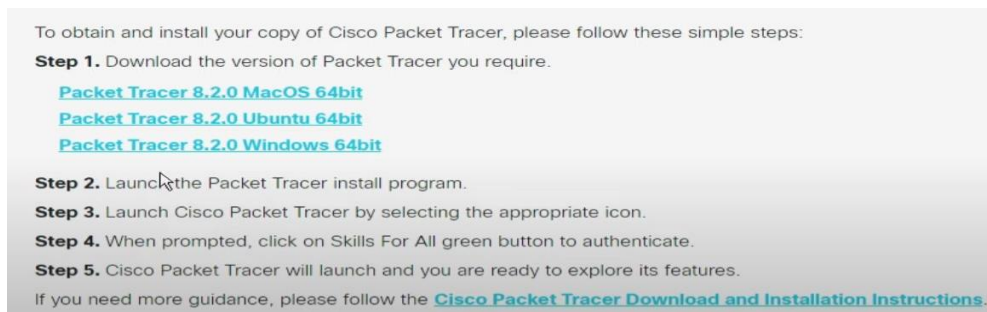 To obtain and install your copy of Cisco Packet Tracer, please follow these simple steps:
Step 1. Download the version of Packet Tracer you require.
Packet Tracer 8.2.0 MacOS 64bit
Packet Tracer 8.2.0 Ubuntu 64bit
Packet Tracer 8.2.0 Windows 64bit
Step 2. Launch the Packet Tracer install program.
Step 3. Launch Cisco Packet Tracer by selecting the appropriate icon.
Step 4. When prompted, click on Skills For All green button to authenticate.
Step 5. Cisco Packet Tracer will launch and you are ready to explore its features.
If you need more guidance, please follow the Cisco Packet Tracer Download and Installation Instructions.